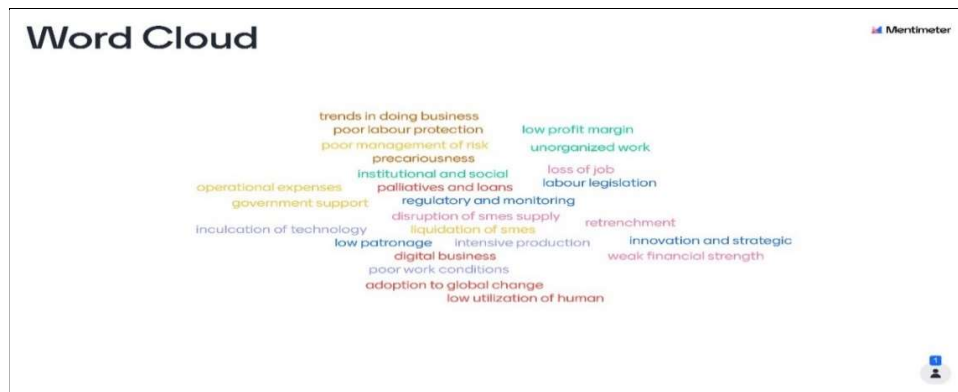 Word Cloud
Mentimeter
trends in doing business
poor labour protection
low profit margin
poor management of risk
unorganized work
precariousness
loss of job
institutional and social
labour legislation
operational expenses
palliatives and loans
government support
regulatory and monitoring
disruption of smes supply
retrenchment
inculcation of technology
liquidation of smes
low patronage
intensive production
innovation and strategic
digital business
weak financial strength
poor work conditions
adoption to global change
low utilization of human
1